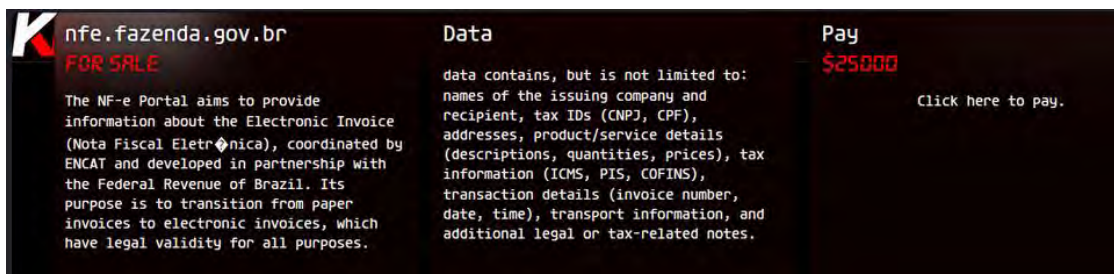 K
nfe.fazenda.gov.br
FOR SALE
The NF-e Portal aims to provide
information about the Electronic Invoice
(Nota Fiscal Eletr�nica), coordinated by
ENCAT and developed in partnership with
the Federal Revenue of Brazil. Its
purpose is to transition from paper
invoices to electronic invoices, which
have legal validity for all purposes.
Data
data contains, but is not limited to:
names of the issuing company and
recipient, tax IDs (CNPJ, CPF),
addresses, product/service details
(descriptions, quantities, prices), tax
information (ICMS, PIS, COFINS),
transaction details (invoice number,
date, time), transport information, and
additional legal or tax-related notes.
Pay
$25000
Click here to pay.